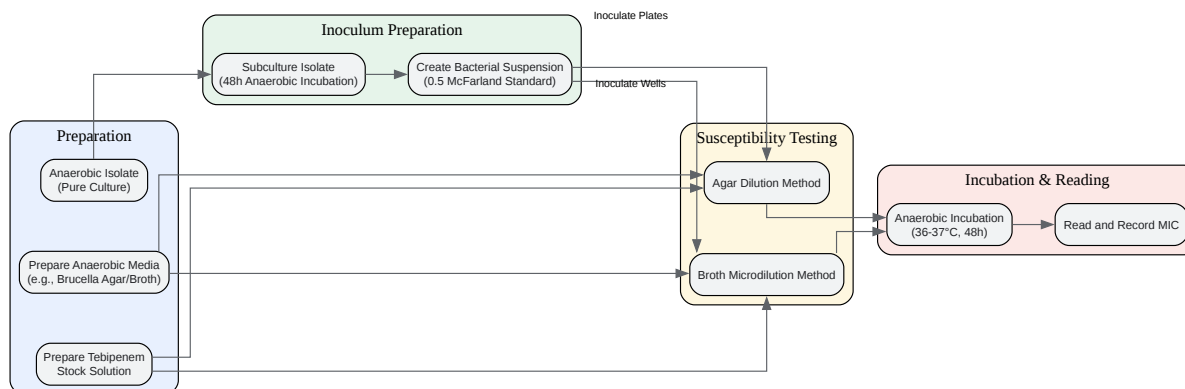 Inoculate Plates
Inoculum Preparation
Subculture Isolate
(48h Anaerobic Incubation)
Create Bacterial Suspension
(0.5 McFarland Standard)
Inoculate Wells
Preparation
Anaerobic Isolate
(Pure Culture)
Prepare Anaerobic Media
(e.g., Brucella Agar/Broth)
Prepare Tebipenem
Stock Solution
Susceptibility Testing
Agar Dilution Method
Broth Microdilution Method
Incubation & Reading
Anaerobic Incubation
(36-37°C, 48h)
Read and Record MIC